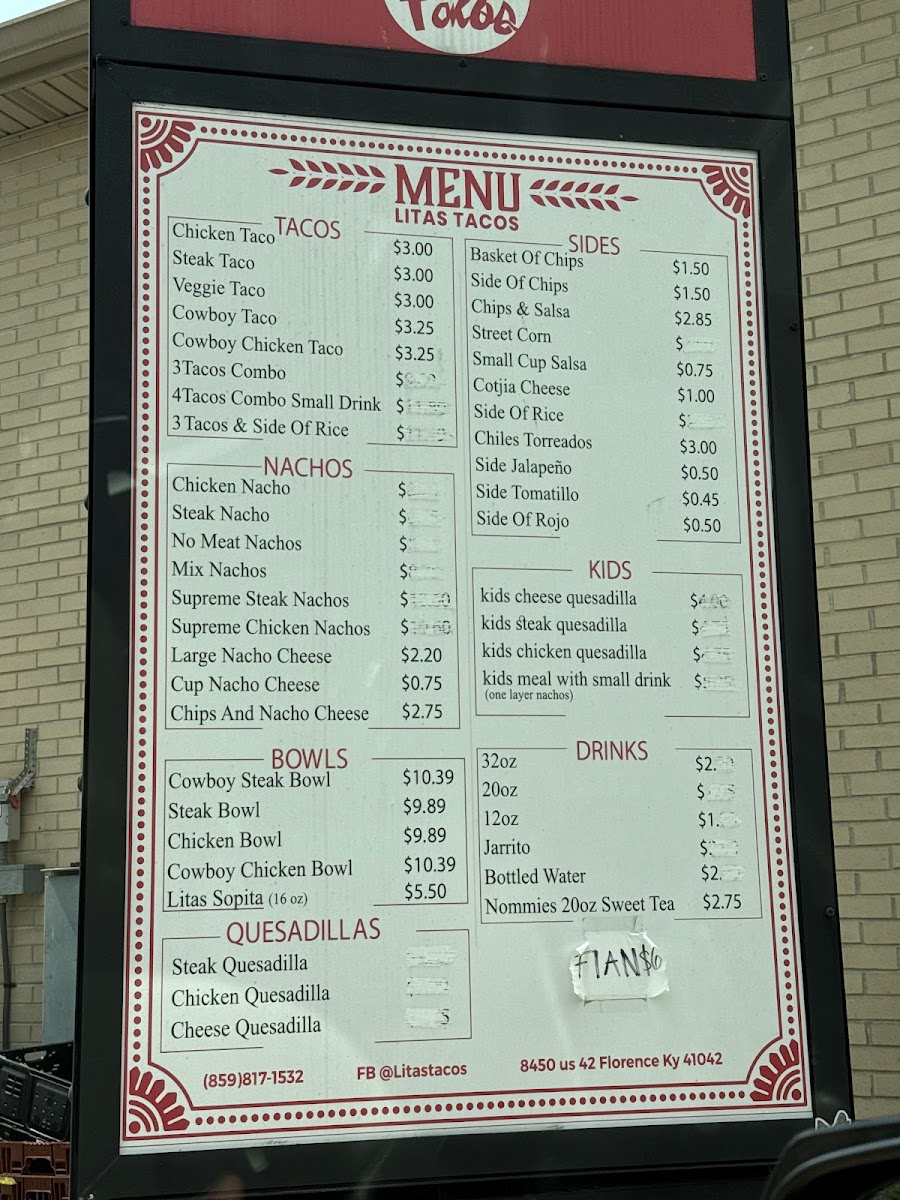 MENU
LITAS TACOS
TACOS
Chicken Taco $3.00
Steak Taco $3.00
Veggie Taco $3.00
Cowboy Taco $3.25
Cowboy Chicken Taco $3.25
3Tacos Combo $
4Tacos Combo Small Drink $
3 Tacos & Side Of Rice $
NACHOS
Chicken Nacho $
Steak Nacho $
No Meat Nachos $
Mix Nachos $
Supreme Steak Nachos $
Supreme Chicken Nachos $
Large Nacho Cheese $2.20
Cup Nacho Cheese $0.75
Chips And Nacho Cheese $2.75
BOWLS
Cowboy Steak Bowl $10.39
Steak Bowl $9.89
Chicken Bowl $9.89
Cowboy Chicken Bowl $10.39
Litas Sopita (16 oz) $5.50
QUESADILLAS
Steak Quesadilla
Chicken Quesadilla
Cheese Quesadilla 5
SIDES
Basket Of Chips $1.50
Side Of Chips $1.50
Chips & Salsa $2.85
Street Corn $
Small Cup Salsa $0.75
Cotjia Cheese $1.00
Side Of Rice $
Chiles Torreados $3.00
Side Jalapeño $0.50
Side Tomatillo $0.45
Side Of Rojo $0.50
KIDS
kids cheese quesadilla $
kids steak quesadilla $
kids chicken quesadilla $
kids meal with small drink $
(one layer nachos)
DRINKS
32oz $2.
20oz $
12oz $1.
Jarrito $
Bottled Water $2.
Nommies 20oz Sweet Tea $2.75
FIAN$6
(859)817-1532 FB @Litastacos 8450 us 42 Florence Ky 41042